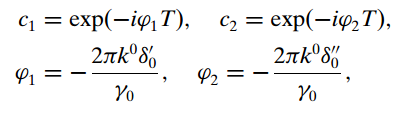 c₁ = exp(−iφ₁T), c₂ = exp(−iφ₂T),
φ₁ = − 2πk⁰δ′₀ / γ₀, φ₂ = − 2πk⁰δ″₀ / γ₀,